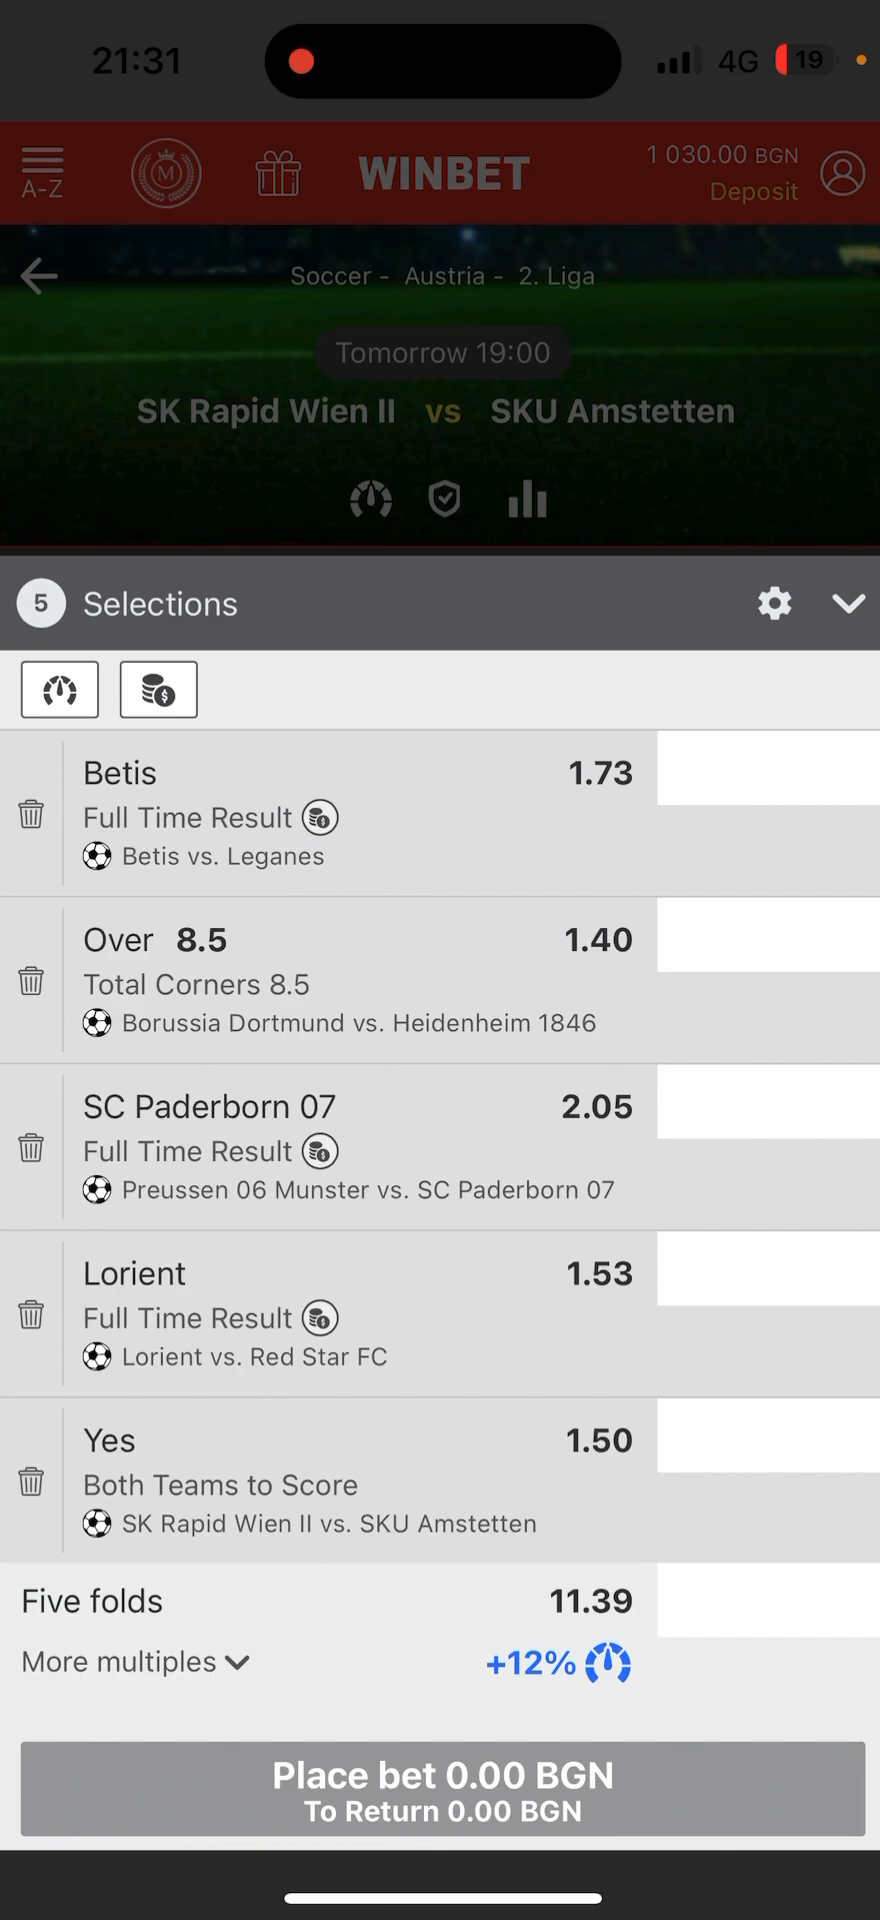 21:31
4G
19
A-Z
M
WINBET
1 030.00 BGN
Deposit
Soccer - Austria - 2. Liga
Tomorrow 19:00
SK Rapid Wien II vs SKU Amstetten
5 Selections
Betis 1.73
Full Time Result
Betis vs. Leganes
Over 8.5 1.40
Total Corners 8.5
Borussia Dortmund vs. Heidenheim 1846
SC Paderborn 07 2.05
Full Time Result
Preussen 06 Munster vs. SC Paderborn 07
Lorient 1.53
Full Time Result
Lorient vs. Red Star FC
Yes 1.50
Both Teams to Score
SK Rapid Wien II vs. SKU Amstetten
Five folds 11.39
More multiples +12%
Place bet 0.00 BGN
To Return 0.00 BGN